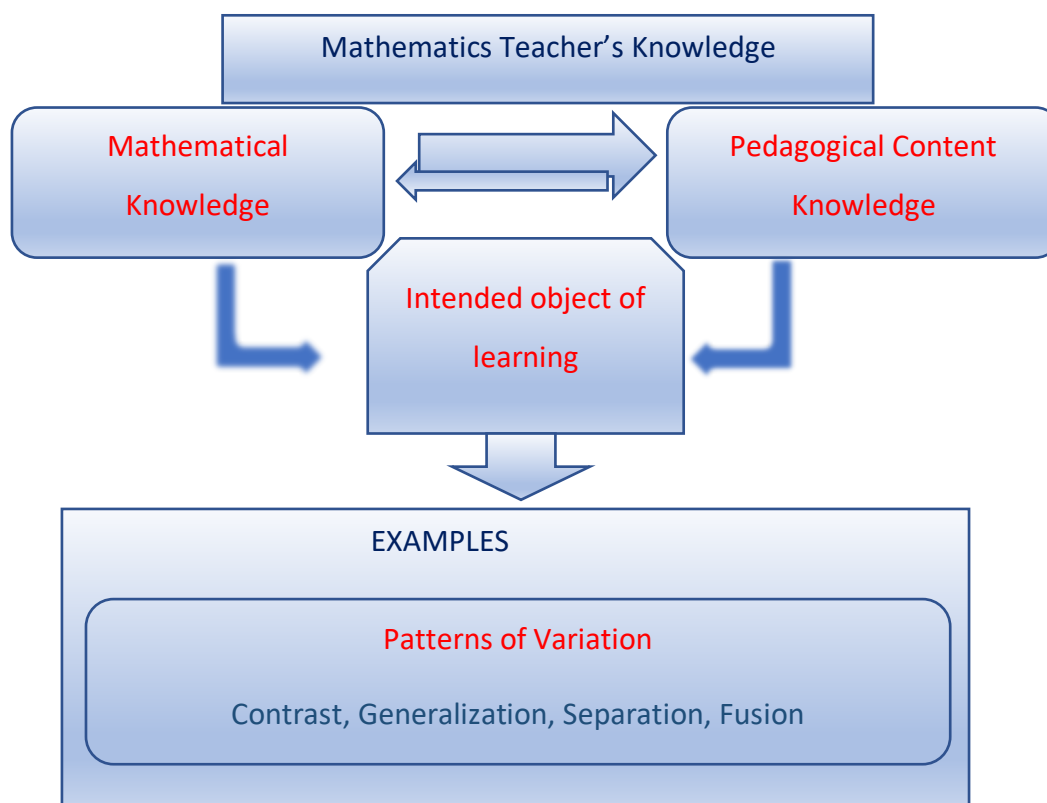 Mathematics Teacher’s Knowledge
Mathematical
Knowledge
Pedagogical Content
Knowledge
Intended object of
learning
EXAMPLES
Patterns of Variation
Contrast, Generalization, Separation, Fusion